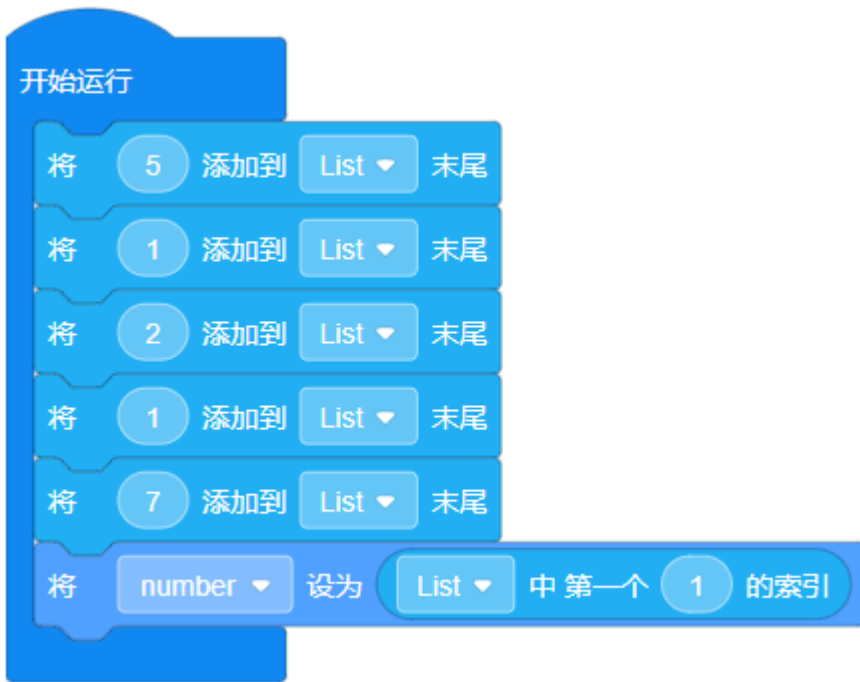 开始运行
将 5 添加到 List 末尾
将 1 添加到 List 末尾
将 2 添加到 List 末尾
将 1 添加到 List 末尾
将 7 添加到 List 末尾
将 number 设为 List 中 第一个 1 的索引